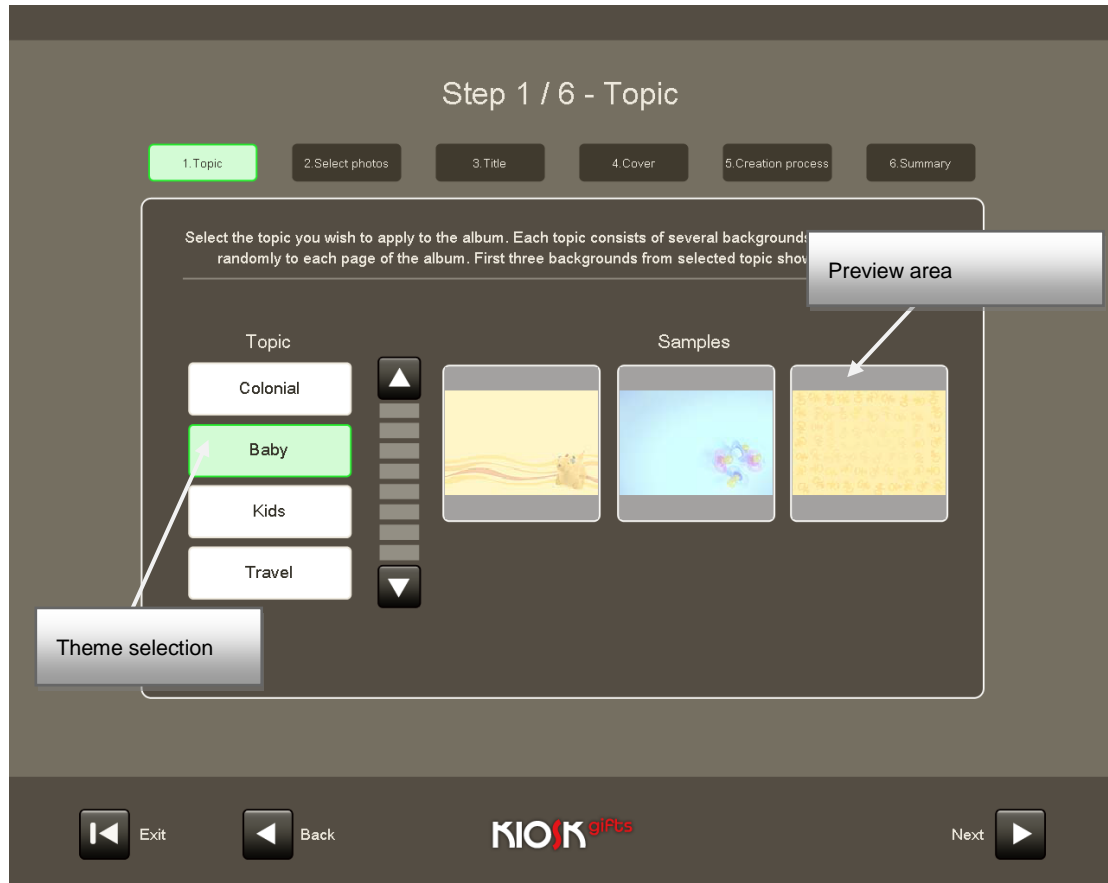 Step 1 / 6 - Topic
1.Topic
2.Select photos
3.Title
4.Cover
5.Creation process
6.Summary
Select the topic you wish to apply to the album. Each topic consists of several backgrounds
randomly to each page of the album. First three backgrounds from selected topic
Preview area
Topic
Samples
Colonial
Baby
Kids
Travel
Theme selection
Exit
Back
KIOSK gifts
Next